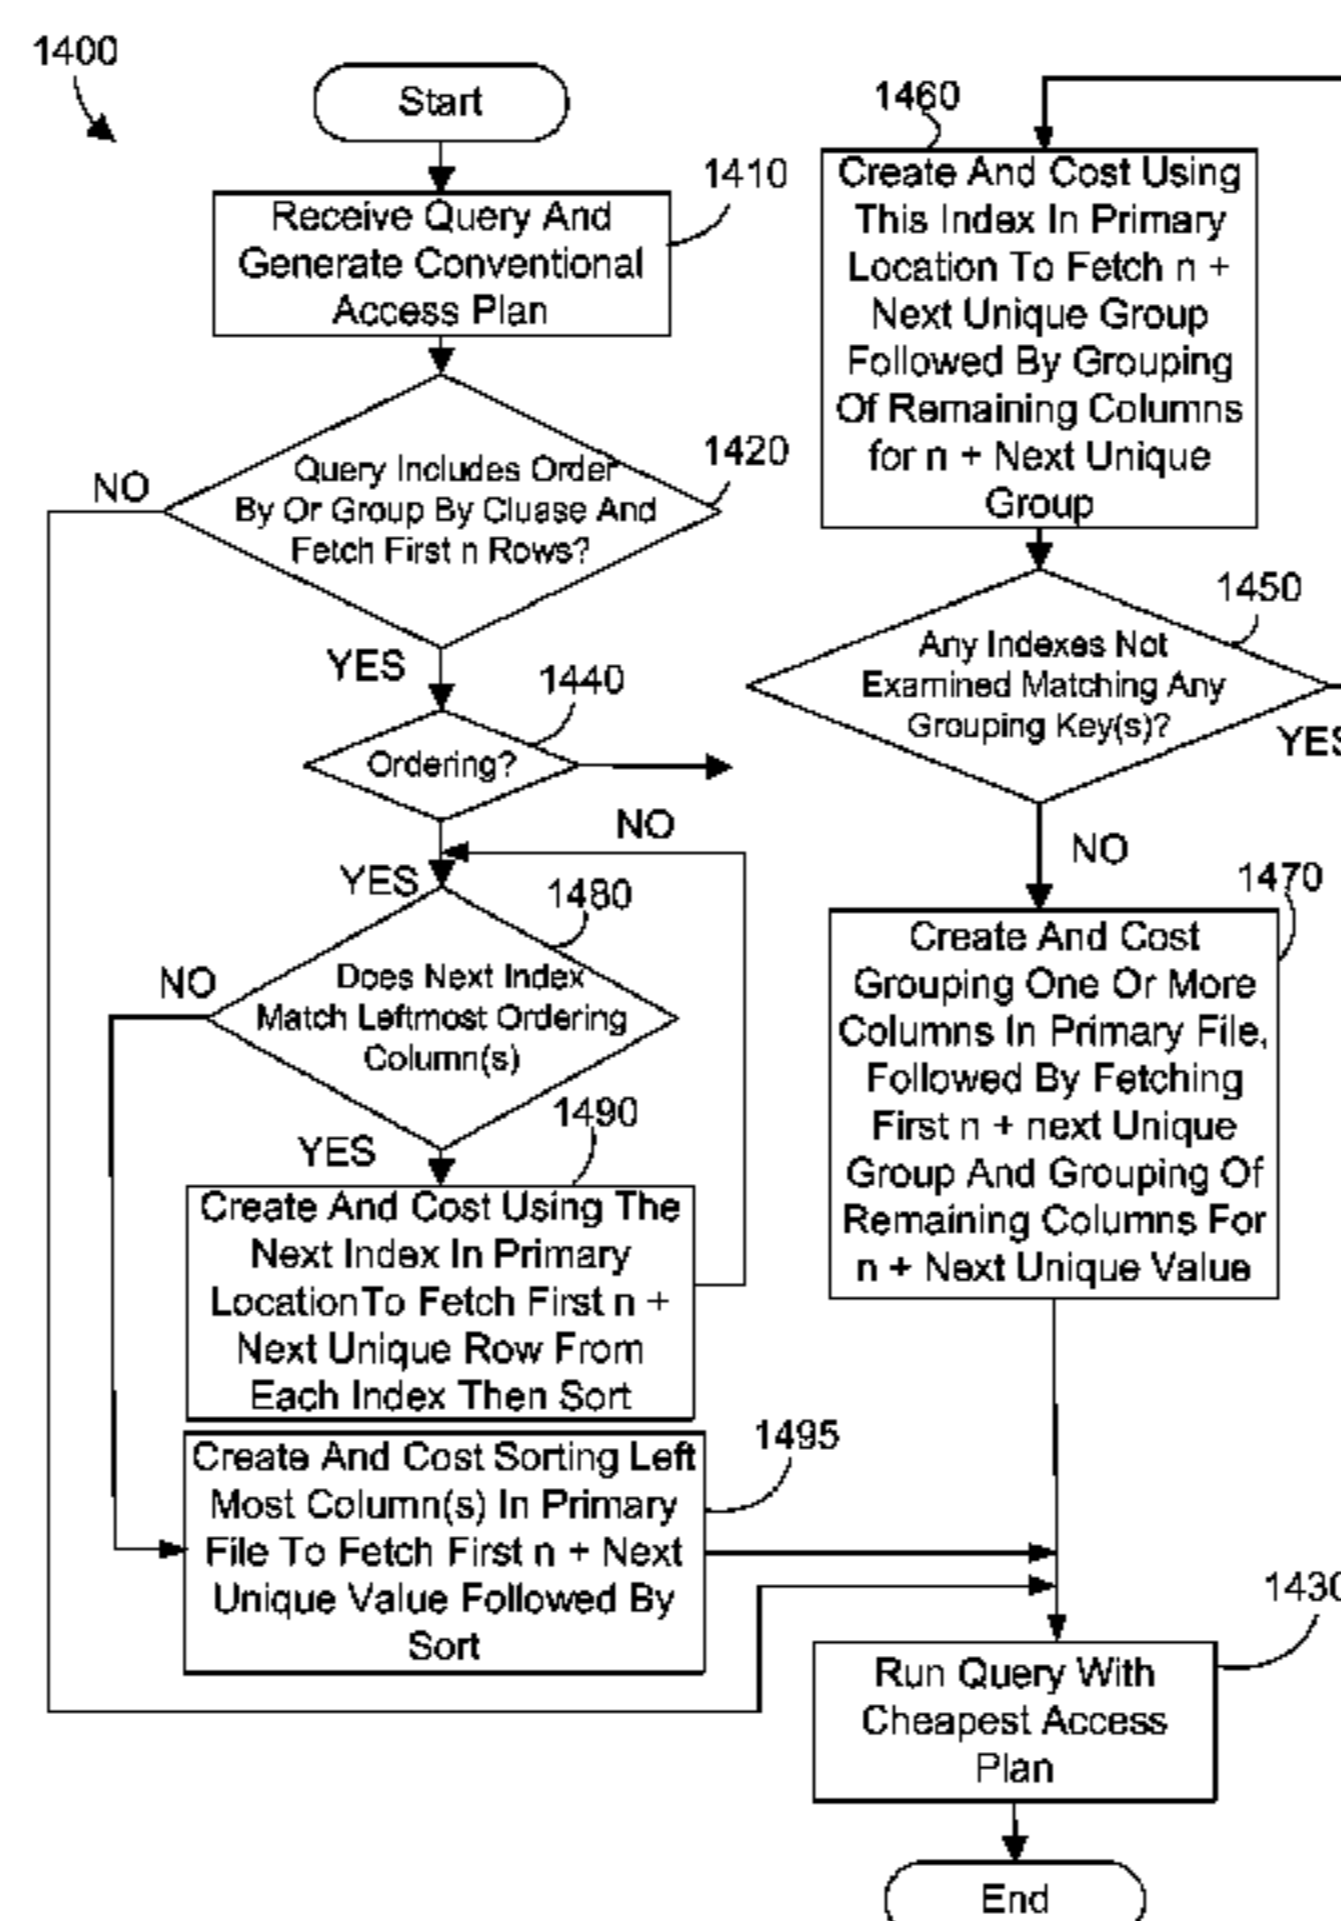 1400
Start
1410
Receive Query And
Generate Conventional
Access Plan
1420
Query Includes Order
By Or Group By Cluase And
Fetch First n Rows?
NO
YES
1440
Ordering?
NO
YES
1480
Does Next Index
Match Leftmost Ordering
Column(s)
NO
YES
1490
Create And Cost Using The
Next Index In Primary
LocationTo Fetch First n +
Next Unique Row From
Each Index Then Sort
1495
Create And Cost Sorting Left
Most Column(s) In Primary
File To Fetch First n + Next
Unique Value Followed By
Sort
1460
Create And Cost Using
This Index In Primary
Location To Fetch n +
Next Unique Group
Followed By Grouping
Of Remaining Columns
for n + Next Unique
Group
1450
Any Indexes Not
Examined Matching Any
Grouping Key(s)?
YES
NO
1470
Create And Cost
Grouping One Or More
Columns In Primary File,
Followed By Fetching
First n + next Unique
Group And Grouping Of
Remaining Columns For
n + Next Unique Value
1430
Run Query With
Cheapest Access
Plan
End